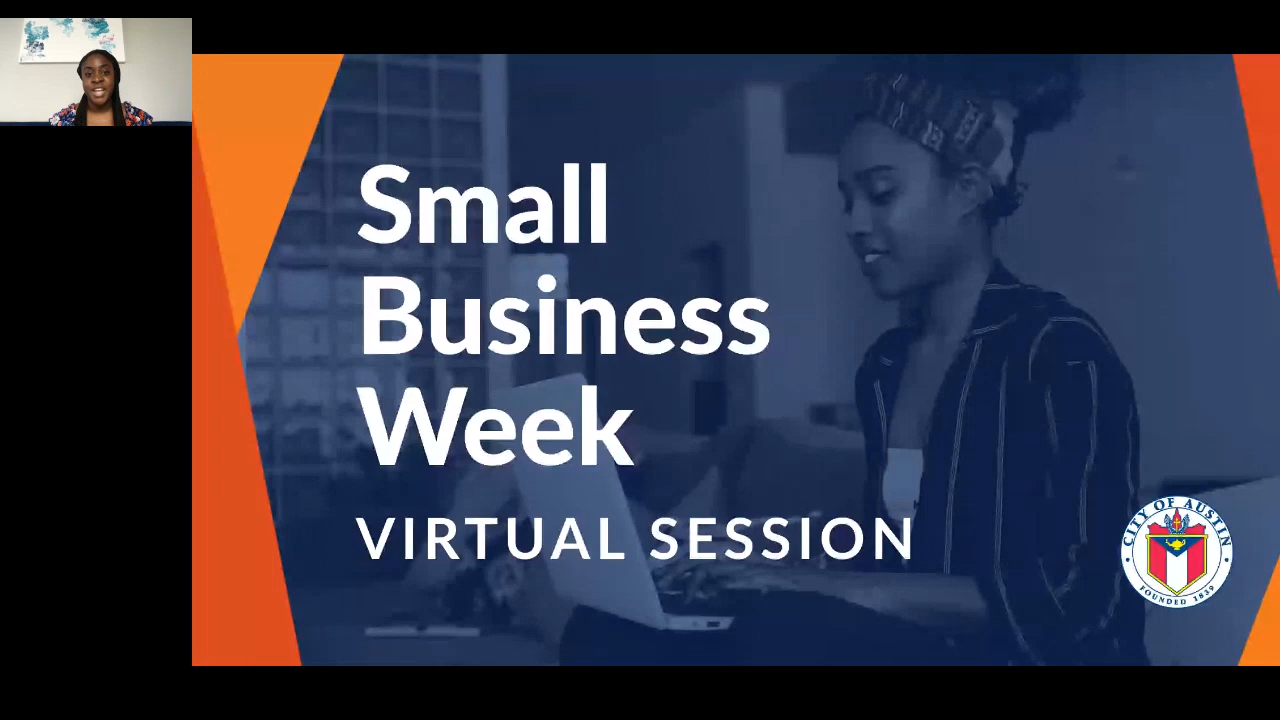 Small
Business
Week
VIRTUAL SESSION
CITY OF AUSTIN
FOUNDED 1839